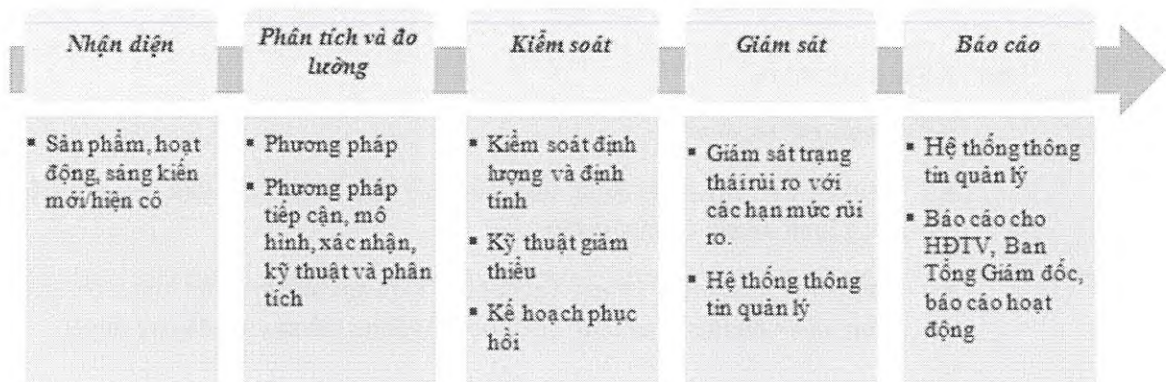 Nhận diện
Phân tích và đo
lường
Kiểm soát
Giám sát
Báo cáo
▪ Sản phẩm, hoạt
động, sáng kiến
mới/hiện có
▪ Phương pháp
▪ Phương pháp
tiếp cận, mô
hình, xác nhận,
kỹ thuật và phân
tích
▪ Kiểm soát định
lượng và định
tính
▪ Kỹ thuật giảm
thiểu
▪ Kế hoạch phục
hồi
▪ Giám sát trạng
thái rủi ro với
các hạn mức rủi
ro.
▪ Hệ thống thông
tin quản lý
▪ Hệ thống thông
tin quản lý
▪ Báo cáo cho
HĐTV, Ban
Tổng Giám đốc,
báo cáo hoạt
động